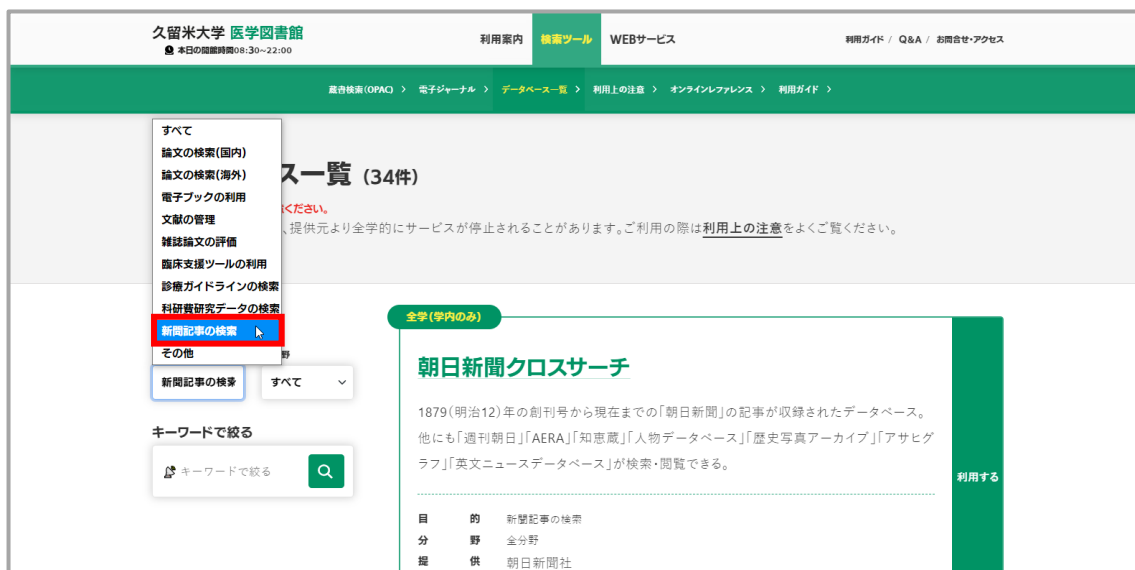 久留米大学 医学図書館
本日の開館時間08:30~22:00
利用案内 検索ツール WEBサービス
利用ガイド / Q&A / お問合せ・アクセス
蔵書検索(OPAC) > 電子ジャーナル > データベース一覧 > 利用上の注意 > オンラインレファレンス > 利用ガイド >
すべて
論文の検索(国内)
論文の検索(海外)
電子ブックの利用
文献の管理
雑誌論文の評価
臨床支援ツールの利用
診療ガイドラインの検索
科研費研究データの検索
新聞記事の検索
その他
ス一覧 (34件)
ください。
、提供元より全学的にサービスが停止されることがあります。ご利用の際は利用上の注意をよくご覧ください。
野
新聞記事の検索
すべて
キーワードで絞る
キーワードで絞る
全学(学内のみ)
朝日新聞クロスサーチ
1879(明治12)年の創刊号から現在までの「朝日新聞」の記事が収録されたデータベース。
他にも「週刊朝日」「AERA」「知恵蔵」「人物データベース」「歴史写真アーカイブ」「アサヒグ
ラフ」「英文ニュースデータベース」が検索・閲覧できる。
目 的 新聞記事の検索
分 野 全分野
提 供 朝日新聞社
利用する